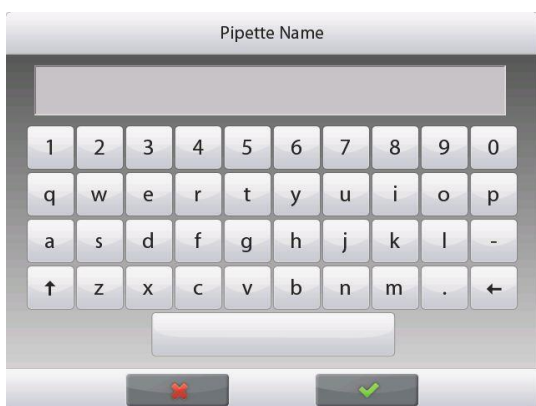 Pipette Name
1 2 3 4 5 6 7 8 9 0
q w e r t y u i o p
a s d f g h j k l -
↑ z x c v b n m . ←